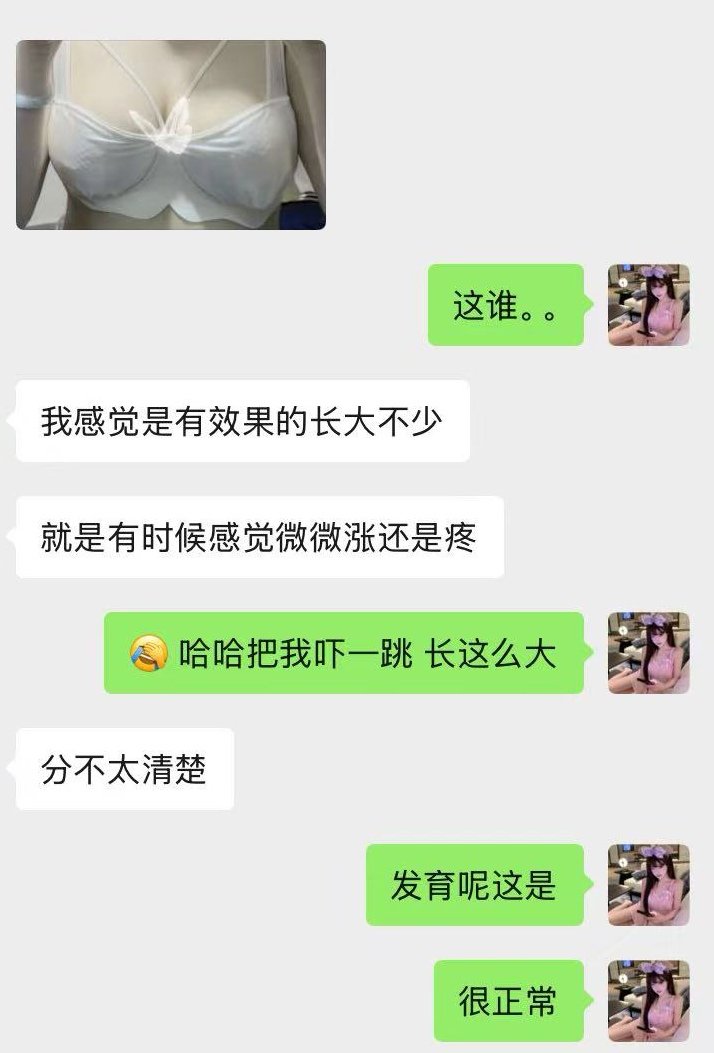 这谁。。
我感觉是有效果的长大不少
就是有时候感觉微微涨还是疼
🤦哈哈把我吓一跳 长这么大
分不太清楚
发育呢这是
很正常